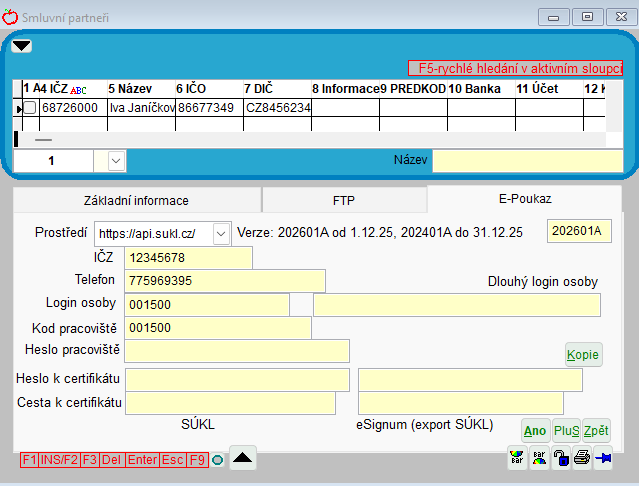 Smluvní partneři
F5-rychlé hledání v aktivním sloupci
1 A4 IČZ ABC 5 Název 6 IČO 7 DIČ 8 Informace9 PREDKOD 10 Banka 11 Účet 12 K
68726000 Iva Janíčkov 86677349 CZ8456234
1 Název
Základní informace FTP E-Poukaz
Prostředí https://api.sukl.cz/ Verze: 202601A od 1.12.25, 202401A do 31.12.25 202601A
IČZ 12345678
Telefon 775969395 Dlouhý login osoby
Login osoby 001500
Kod pracoviště 001500
Heslo pracoviště
Kopie
Heslo k certifikátu
Cesta k certifikátu
SÚKL eSignum (export SÚKL) Ano PluS Zpět
F1 INS/F2 F3 Del Enter Esc F9 BAR BAR